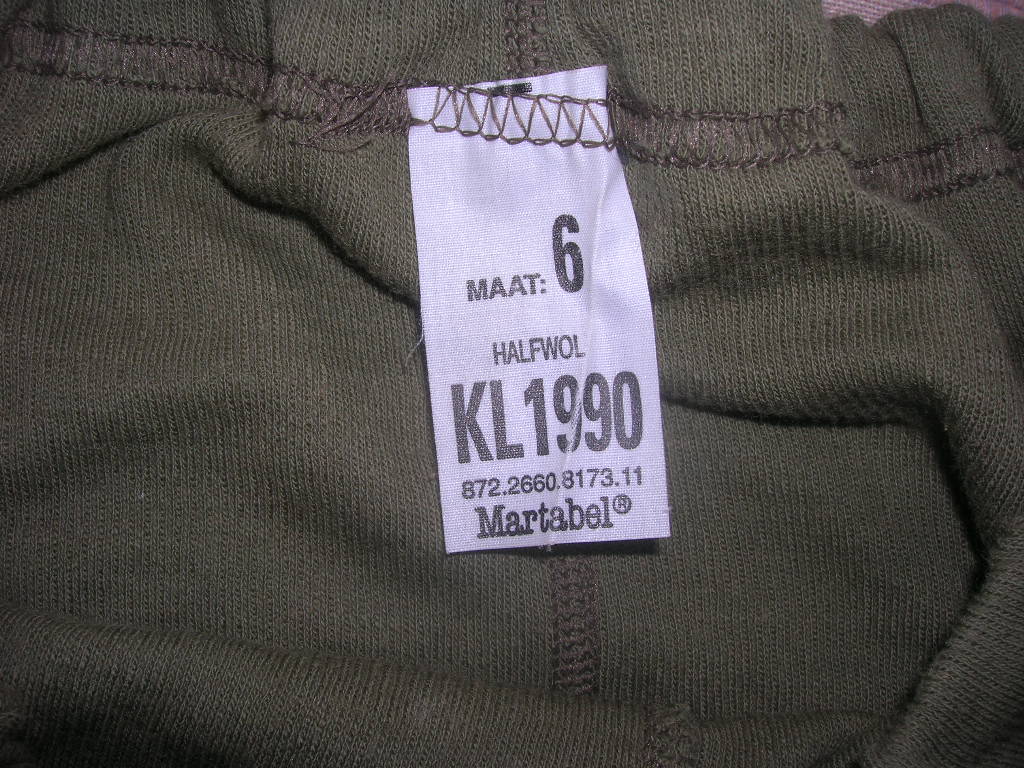 MAAT: 6
HALFWOL
KL1990
872.2660.8173.11
Martabel®